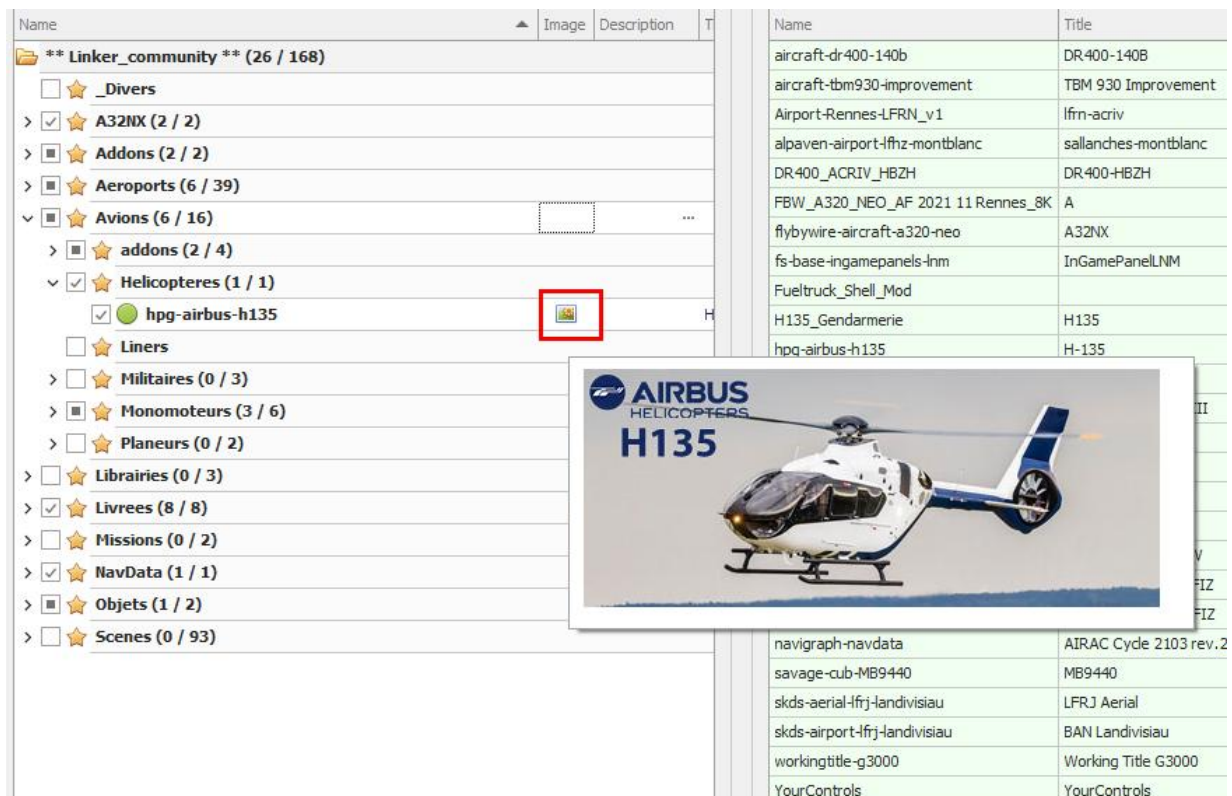 Name Image Description T
** Linker_community ** (26 / 168)
_Divers
A32NX (2 / 2)
Addons (2 / 2)
Aeroports (6 / 39)
Avions (6 / 16) ...
addons (2 / 4)
Helicopteres (1 / 1)
hpg-airbus-h135 H
Liners
Militaires (0 / 3)
Monomoteurs (3 / 6)
Planeurs (0 / 2)
Librairies (0 / 3)
Livrees (8 / 8)
Missions (0 / 2)
NavData (1 / 1)
Objets (1 / 2)
Scenes (0 / 93)
AIRBUS
HELICOPTERS
H135
Name Title
aircraft-dr400-140b DR400-140B
aircraft-tbm930-improvement TBM 930 Improvement
Airport-Rennes-LFRN_v1 lfrn-acriv
alpaven-airport-lfhz-montblanc sallanches-montblanc
DR400_ACRIV_HBZH DR400-HBZH
FBW_A320_NEO_AF 2021 11 Rennes_8K A
flybywire-aircraft-a320-neo A32NX
fs-base-ingamepanels-lnm InGamePanelLNM
Fueltruck_Shell_Mod
H135_Gendarmerie H135
hpg-airbus-h135 H-135
navigraph-navdata AIRAC Cycle 2103 rev.2
savage-cub-MB9440 MB9440
skds-aerial-lfrj-landivisiau LFRJ Aerial
skds-airport-lfrj-landivisiau BAN Landivisiau
workingtitle-g3000 Working Title G3000
YourControls YourControls